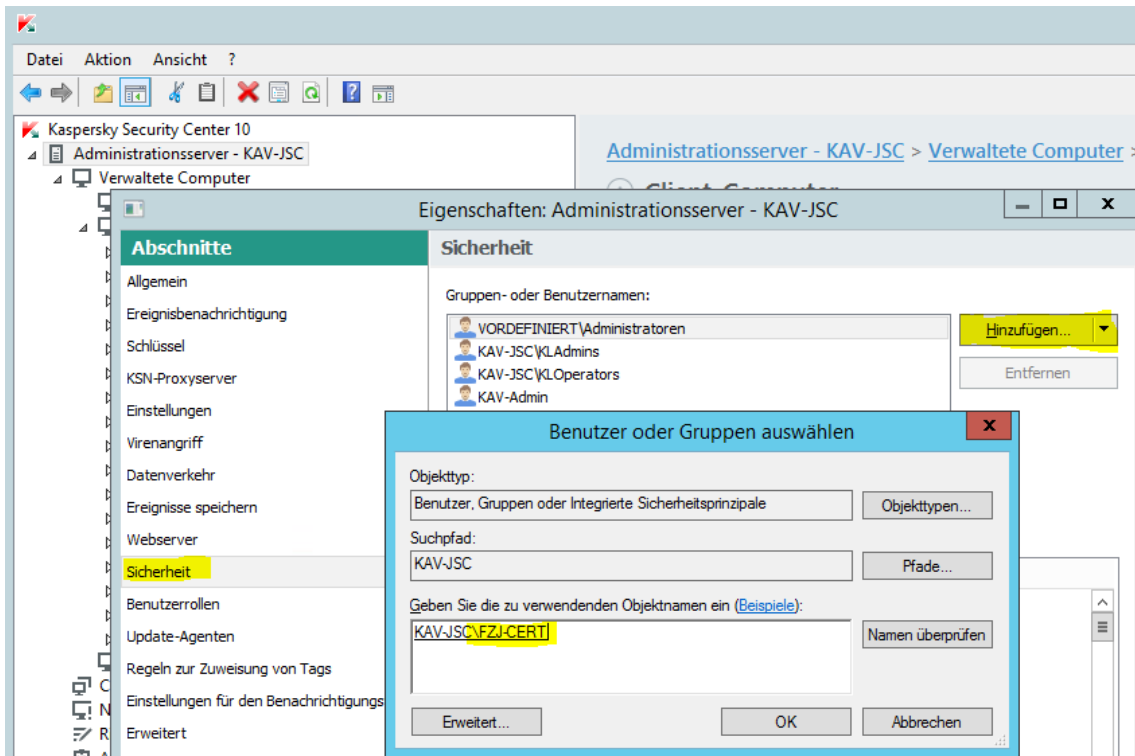 Datei Aktion Ansicht ?
Kaspersky Security Center 10
Administrationsserver - KAV-JSC
Verwaltete Computer
Administrationsserver - KAV-JSC > Verwaltete Computer >
Client-Computer
Eigenschaften: Administrationsserver - KAV-JSC
Abschnitte
Allgemein
Ereignisbenachrichtigung
Schlüssel
KSN-Proxyserver
Einstellungen
Virenangriff
Datenverkehr
Ereignisse speichern
Webserver
Sicherheit
Benutzerrollen
Update-Agenten
Regeln zur Zuweisung von Tags
Einstellungen für den Benachrichtigungs
Erweitert
Sicherheit
Gruppen- oder Benutzernamen:
VORDEFINIERT\Administratoren
KAV-JSC\KLAdmins
KAV-JSC\KLOperators
KAV-Admin
Hinzufügen...
Entfernen
Benutzer oder Gruppen auswählen
Objekttyp:
Benutzer, Gruppen oder Integrierte Sicherheitsprinzipale
Objekttypen...
Suchpfad:
KAV-JSC
Pfade...
Geben Sie die zu verwendenden Objektnamen ein (Beispiele):
KAV-JSC\FZJ-CERT
Namen überprüfen
Erweitert...
OK
Abbrechen